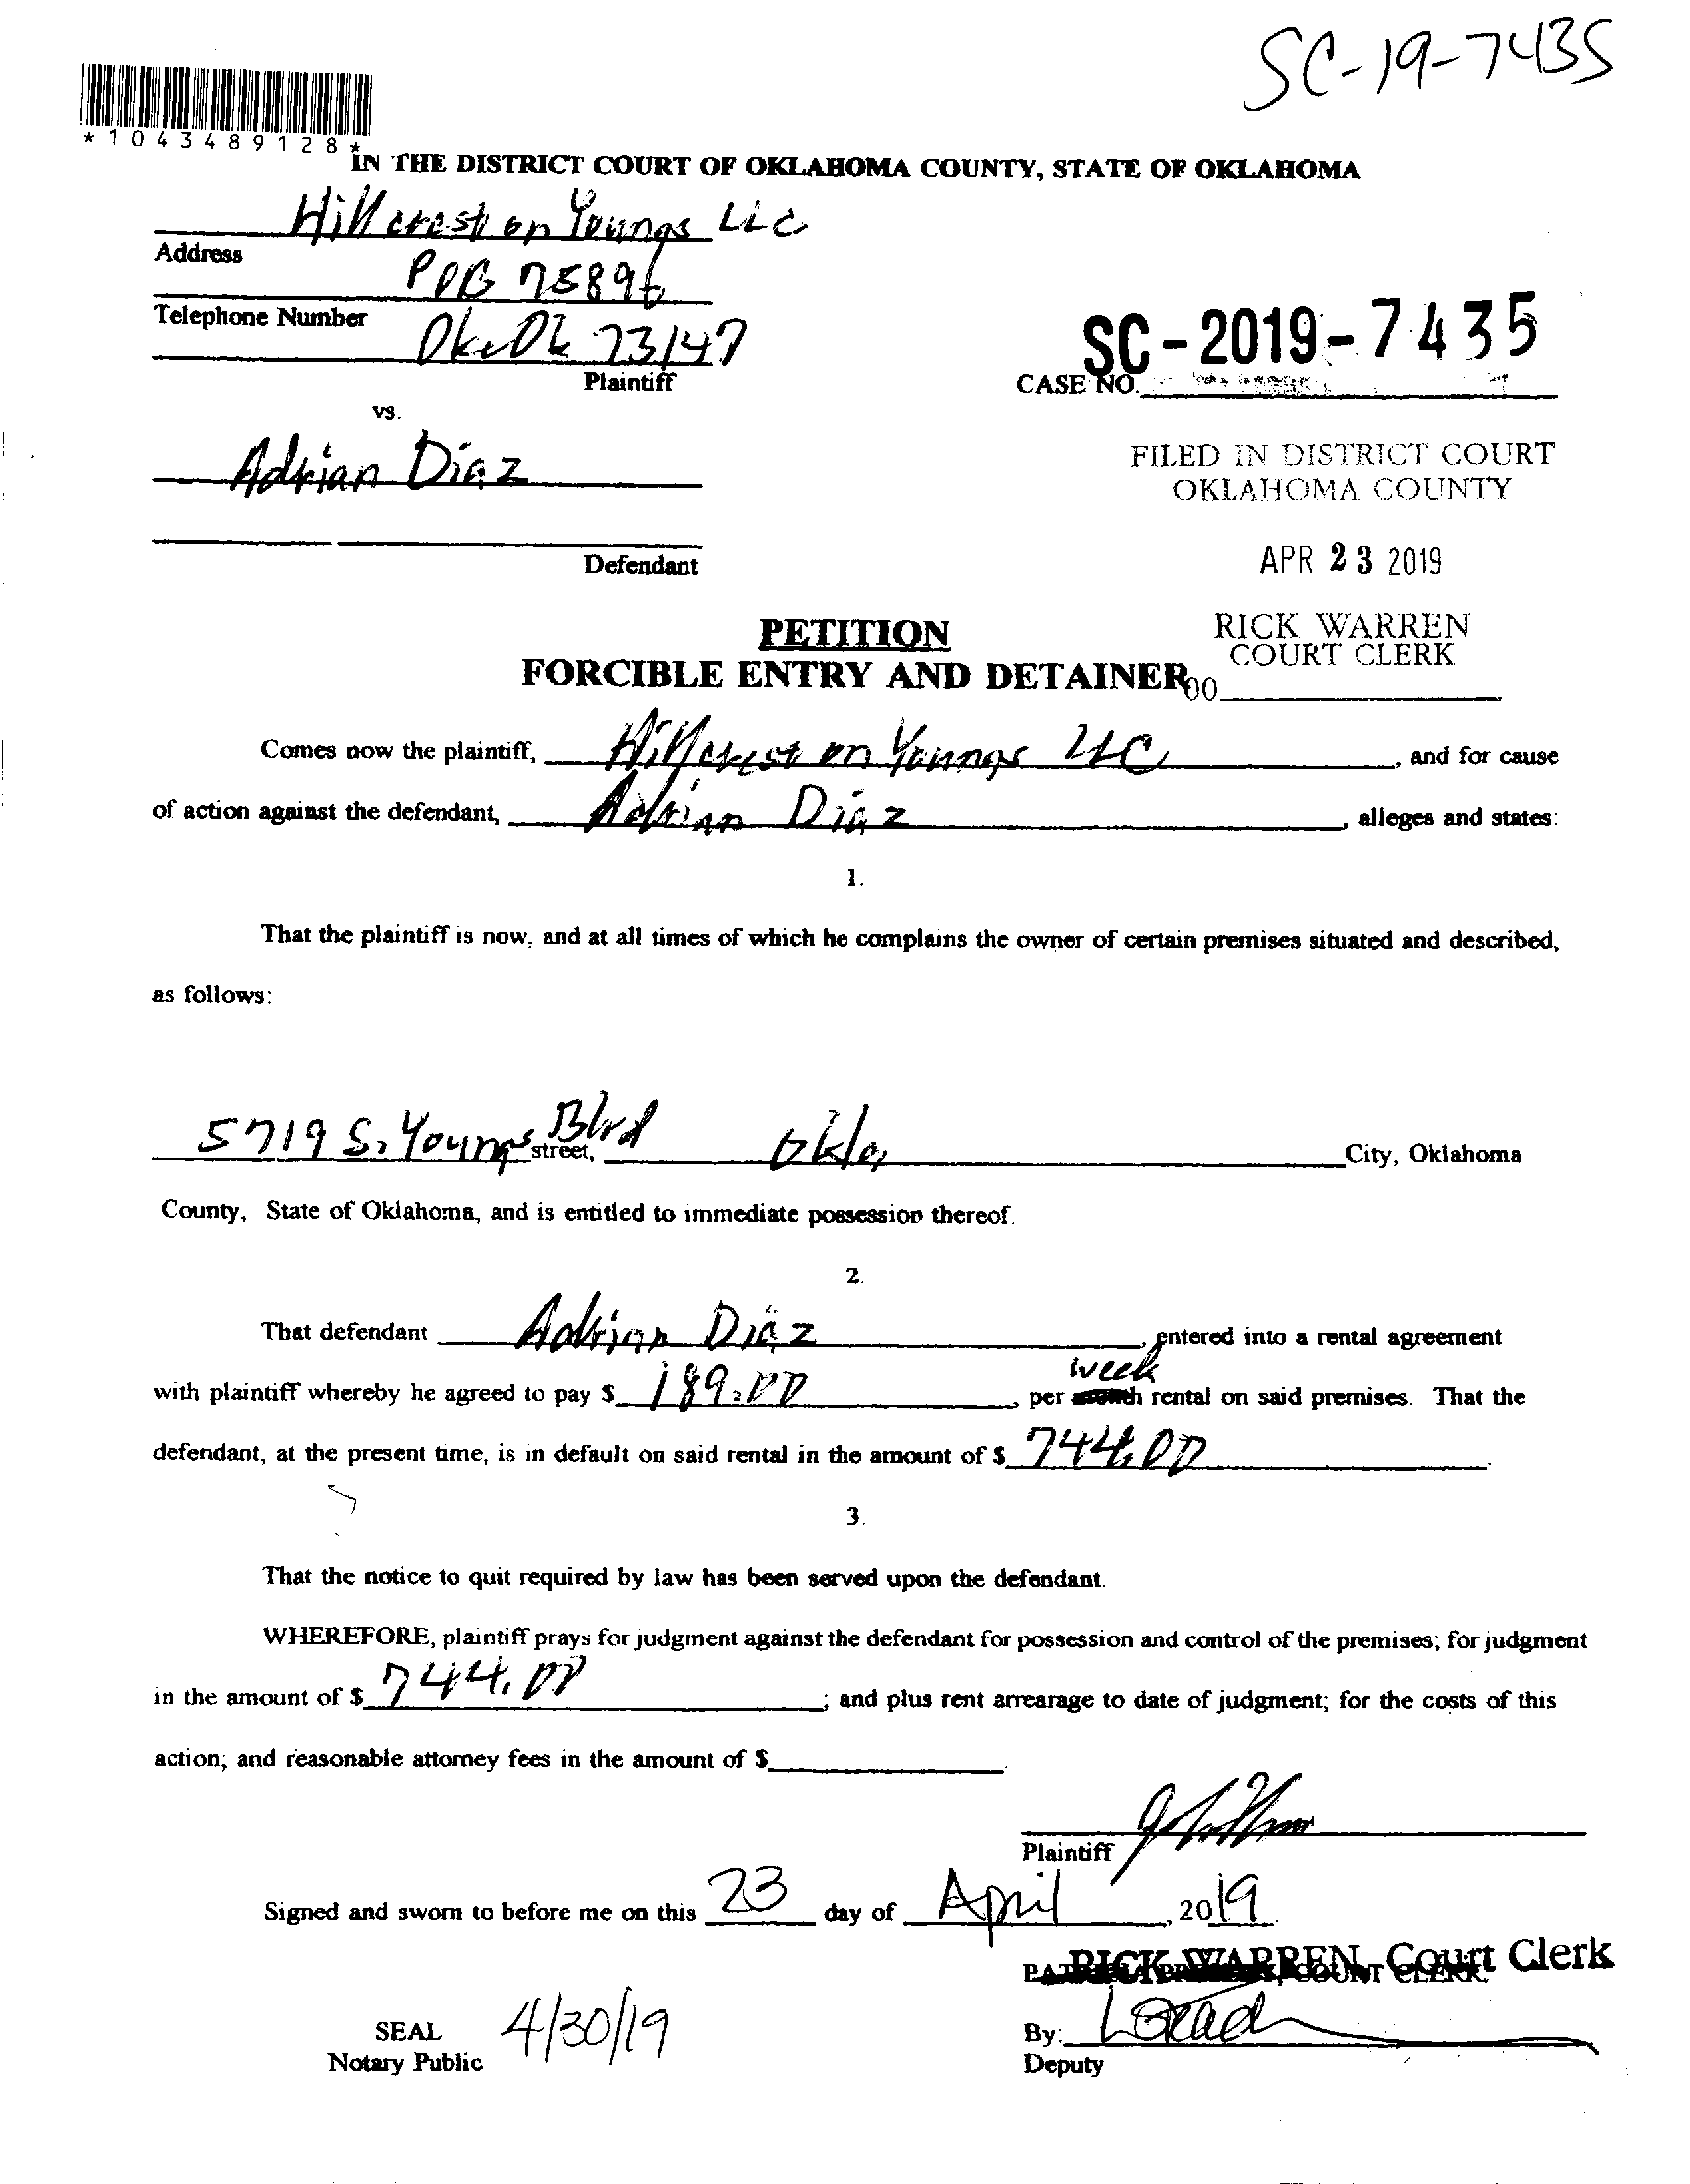 SC-19-7435
*1043489128*
IN THE DISTRICT COURT OF OKLAHOMA COUNTY, STATE OF OKLAHOMA
Hillcrest on Youngs LLC
Address
POB 75896
Telephone Number
Okc Ok 73147
Plaintiff
SC-2019-7435
CASE NO.
vs.
Adrian Diaz
FILED IN DISTRICT COURT
OKLAHOMA COUNTY
Defendant
APR 23 2019
PETITION
RICK WARREN
COURT CLERK
FORCIBLE ENTRY AND DETAINER
Comes now the plaintiff, Hillcrest on Youngs LLC, and for cause
of action against the defendant, Adrian Diaz, alleges and states:
1.
That the plaintiff is now, and at all times of which he complains the owner of certain premises situated and described,
as follows:
5719 S. Youngs Blvd street, Okla City, Oklahoma
County, State of Oklahoma, and is entitled to immediate possession thereof.
2.
That defendant Adrian Diaz, entered into a rental agreement
week
with plaintiff whereby he agreed to pay $ 189.00, per month rental on said premises. That the
defendant, at the present time, is in default on said rental in the amount of $ 744.00.
3.
That the notice to quit required by law has been served upon the defendant.
WHEREFORE, plaintiff prays for judgment against the defendant for possession and control of the premises; for judgment
in the amount of $ 744.00; and plus rent arrearage to date of judgment; for the costs of this
action; and reasonable attorney fees in the amount of $
Plaintiff
Signed and sworn to before me on this 23 day of April, 2019
RICK WARREN, Court Clerk
SEAL 4/30/19
By:
Notary Public
Deputy